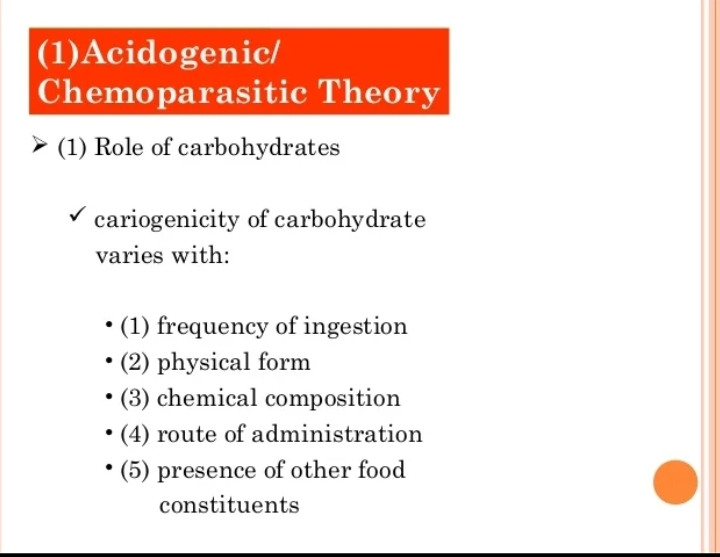 (1)Acidogenic/
Chemoparasitic Theory
➢ (1) Role of carbohydrates
✓ cariogenicity of carbohydrate
varies with:
• (1) frequency of ingestion
• (2) physical form
• (3) chemical composition
• (4) route of administration
• (5) presence of other food
constituents